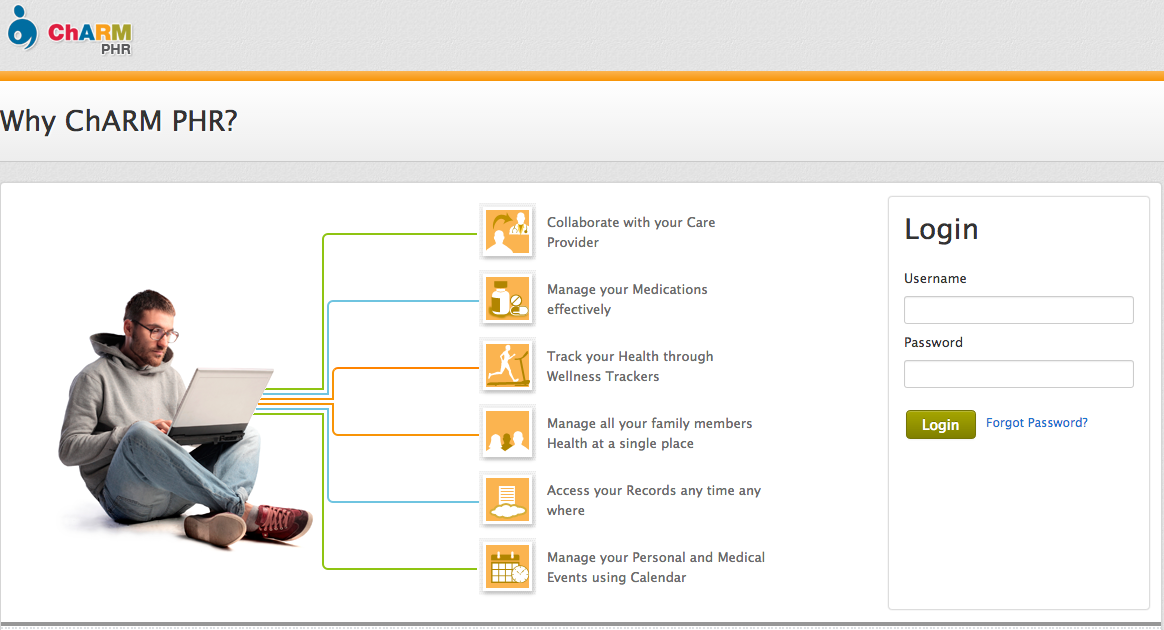 ChARM
PHR
Why ChARM PHR?
Collaborate with your Care
Provider
Manage your Medications
effectively
Track your Health through
Wellness Trackers
Manage all your family members
Health at a single place
Access your Records any time any
where
Manage your Personal and Medical
Events using Calendar
Login
Username
Password
Login Forgot Password?